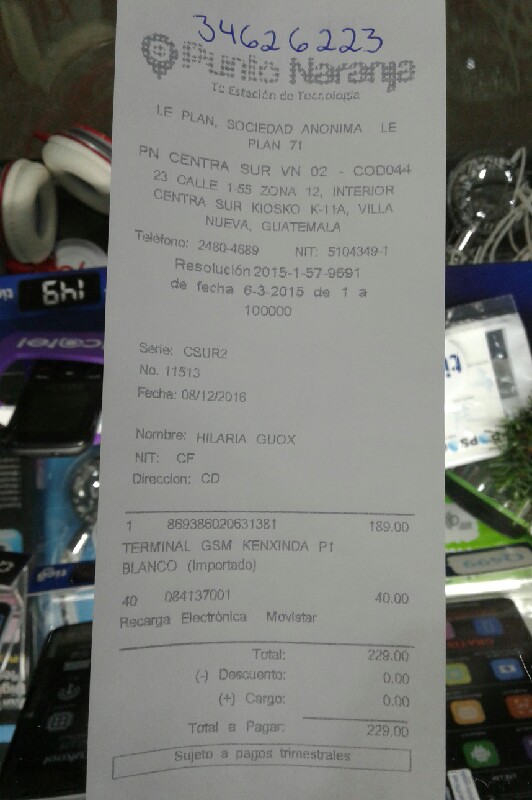 34626223
Punto Naranja
Tu Estación de Tecnología
LE PLAN, SOCIEDAD ANONIMA LE
PLAN 71
PN CENTRA SUR VN 02 - COD044
23 CALLE 1-55 ZONA 12, INTERIOR
CENTRA SUR KIOSKO K-11A, VILLA
NUEVA, GUATEMALA
Teléfono: 2480-4689 NIT: 5104349-1
Resolución 2015-1-57-9591
de fecha 6-3-2015 de 1 a
100000
Serie: CSUR2
No. 11513
Fecha: 08/12/2016
Nombre: HILARIA GUOX
NIT: CF
Direccion: CD
1 869386020631381 189.00
TERMINAL GSM KENXINDA P1
BLANCO (Importado)
40 084137001 40.00
Recarga Electrónica Movistar
Total: 229.00
(-) Descuento: 0.00
(+) Cargo: 0.00
Total a Pagar: 229.00
Sujeto a pagos trimestrales